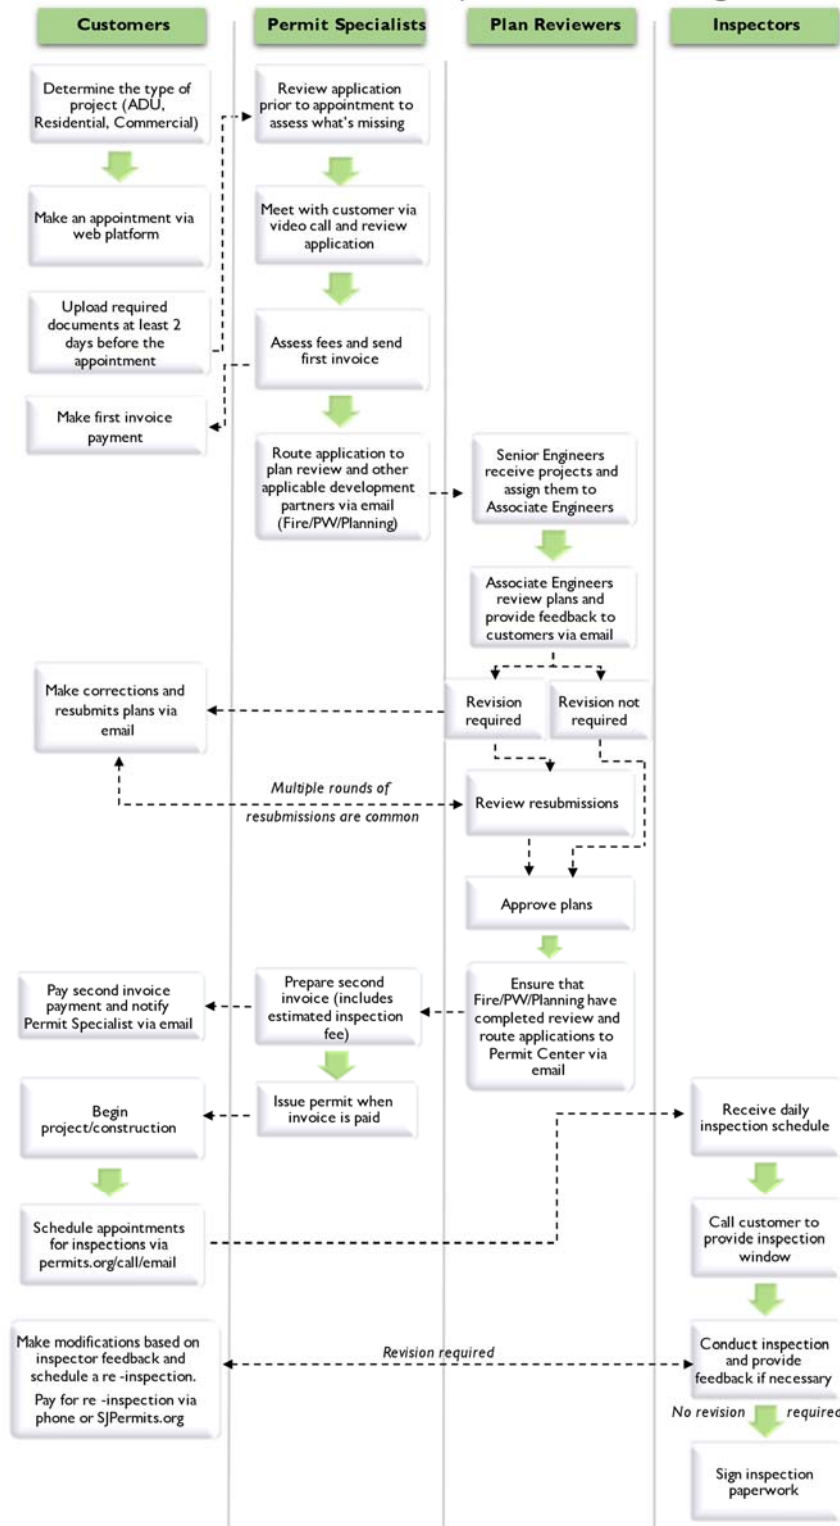 Customers
Permit Specialists
Plan Reviewers
Inspectors
Determine the type of
project (ADU,
Residential, Commercial)
Review application
prior to appointment to
assess what's missing
Make an appointment via
web platform
Meet with customer via
video call and review
application
Upload required
documents at least 2
days before the
appointment
Assess fees and send
first invoice
Make first invoice
payment
Route application to
plan review and other
applicable development
partners via email
(Fire/PW/Planning)
Senior Engineers
receive projects and
assign them to
Associate Engineers
Associate Engineers
review plans and
provide feedback to
customers via email
Make corrections and
resubmits plans via
email
Revision
required
Revision not
required
Multiple rounds of
resubmissions are common
Review resubmissions
Approve plans
Pay second invoice
payment and notify
Permit Specialist via email
Prepare second
invoice (includes
estimated inspection
fee)
Ensure that
Fire/PW/Planning have
completed review and
route applications to
Permit Center via
email
Begin
project/construction
Issue permit when
invoice is paid
Receive daily
inspection schedule
Schedule appointments
for inspections via
permits.org/call/email
Call customer to
provide inspection
window
Make modifications based on
inspector feedback and
schedule a re -inspection.
Pay for re -inspection via
phone or SJPermits.org
Revision required
Conduct inspection
and provide
feedback if necessary
No revision required
Sign inspection
paperwork